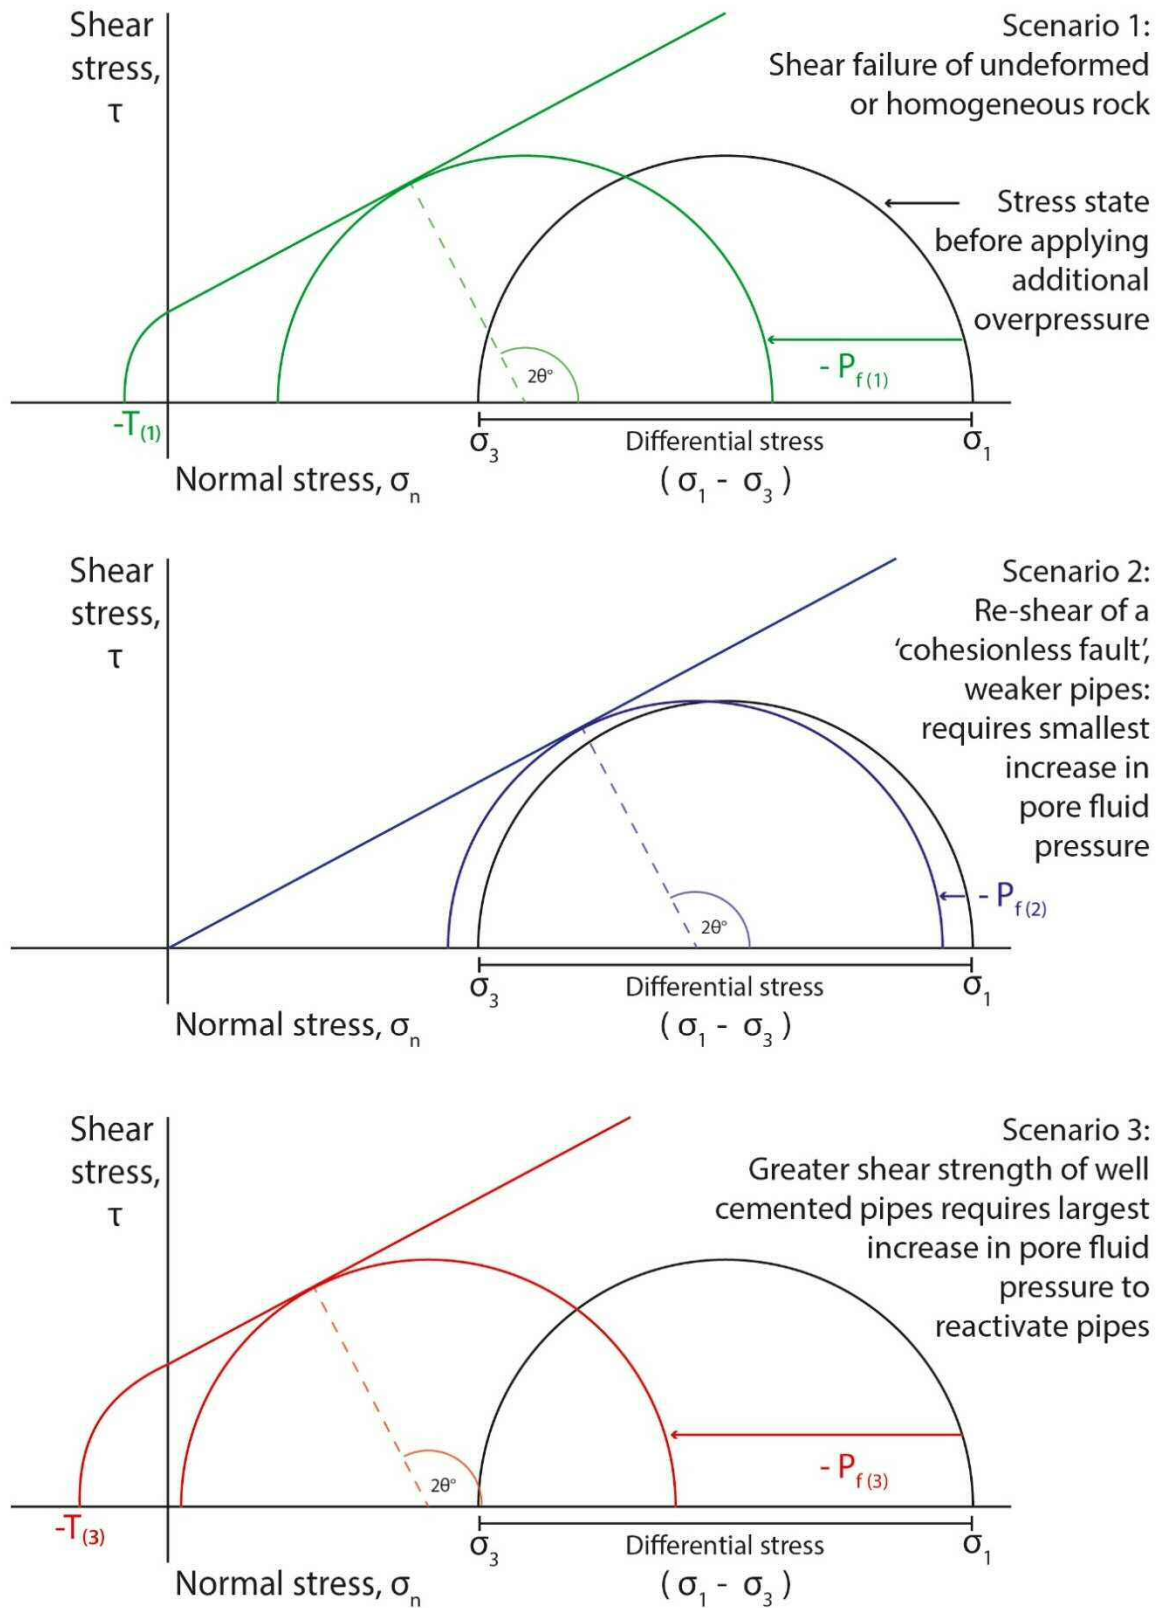 Shear
stress,
τ
Scenario 1:
Shear failure of undeformed
or homogeneous rock
Stress state
before applying
additional
overpressure
- Pf(1)
2θ°
-T(1)
σ3
Differential stress
σ1
Normal stress, σn
( σ1 - σ3 )
Shear
stress,
τ
Scenario 2:
Re-shear of a
‘cohesionless fault’,
weaker pipes:
requires smallest
increase in
pore fluid
pressure
- Pf(2)
2θ°
σ3
Differential stress
σ1
Normal stress, σn
( σ1 - σ3 )
Shear
stress,
τ
Scenario 3:
Greater shear strength of well
cemented pipes requires largest
increase in pore fluid
pressure to
reactivate pipes
- Pf(3)
2θ°
-T(3)
σ3
Differential stress
σ1
Normal stress, σn
( σ1 - σ3 )